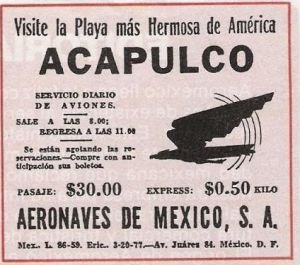 Visite la Playa más Hermosa de América
ACAPULCO
SERVICIO DIARIO
DE AVIONES.
SALE A LAS 8.00;
REGRESA A LAS 11.00
Se están agotando las re-
servaciones.—Compre con an-
ticipación sus boletos.
PASAJE: $30.00 EXPRESS: $0.50 KILO
AERONAVES DE MEXICO, S. A.
Mex., L. 86-59. Eric.. 3-20-77.—Av. Juárez 84. México, D. F.